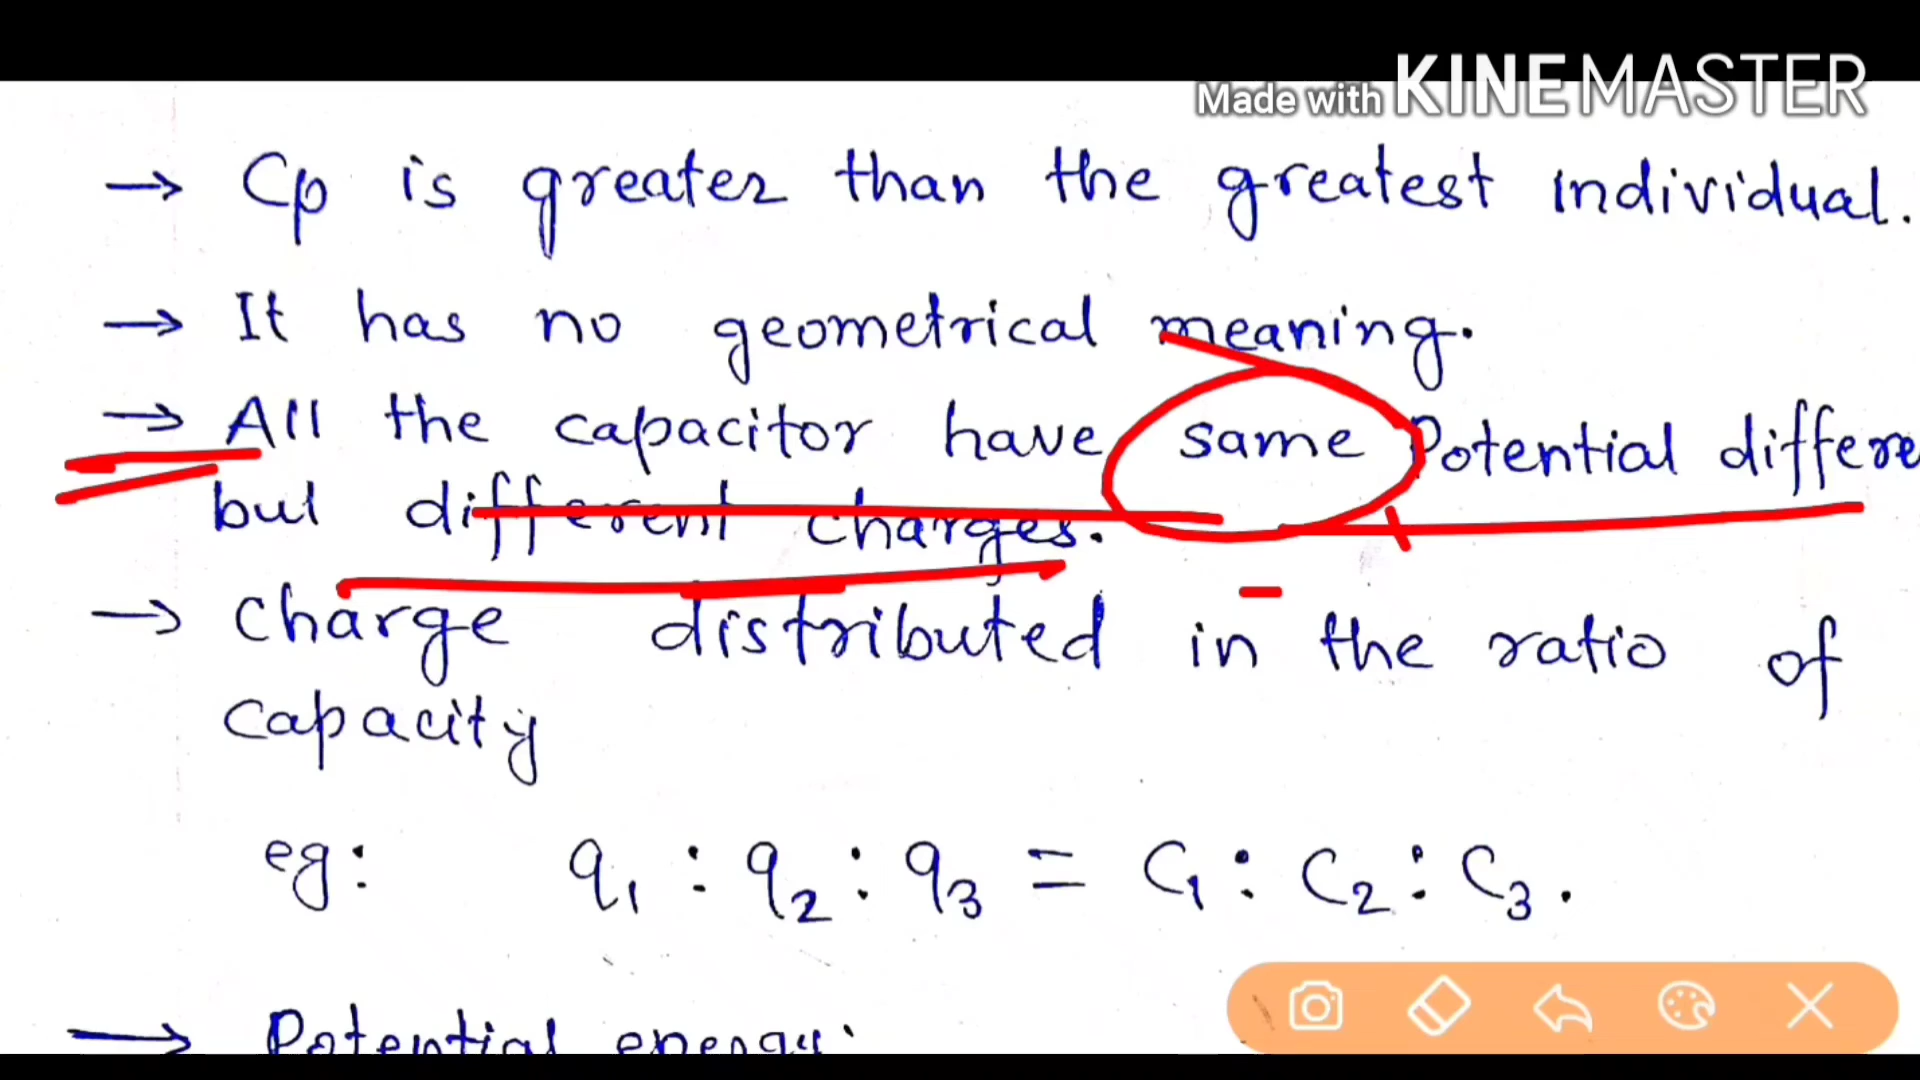 Made with KINEMASTER
→ Cp is greater than the greatest individual.
→ It has no geometrical meaning.
→ All the capacitor have same Potential differe
but different charges.
→ Charge distributed in the ratio of
capacity
eg: q₁ : q₂ : q₃ = C₁ : C₂ : C₃.
→ Potential energy: